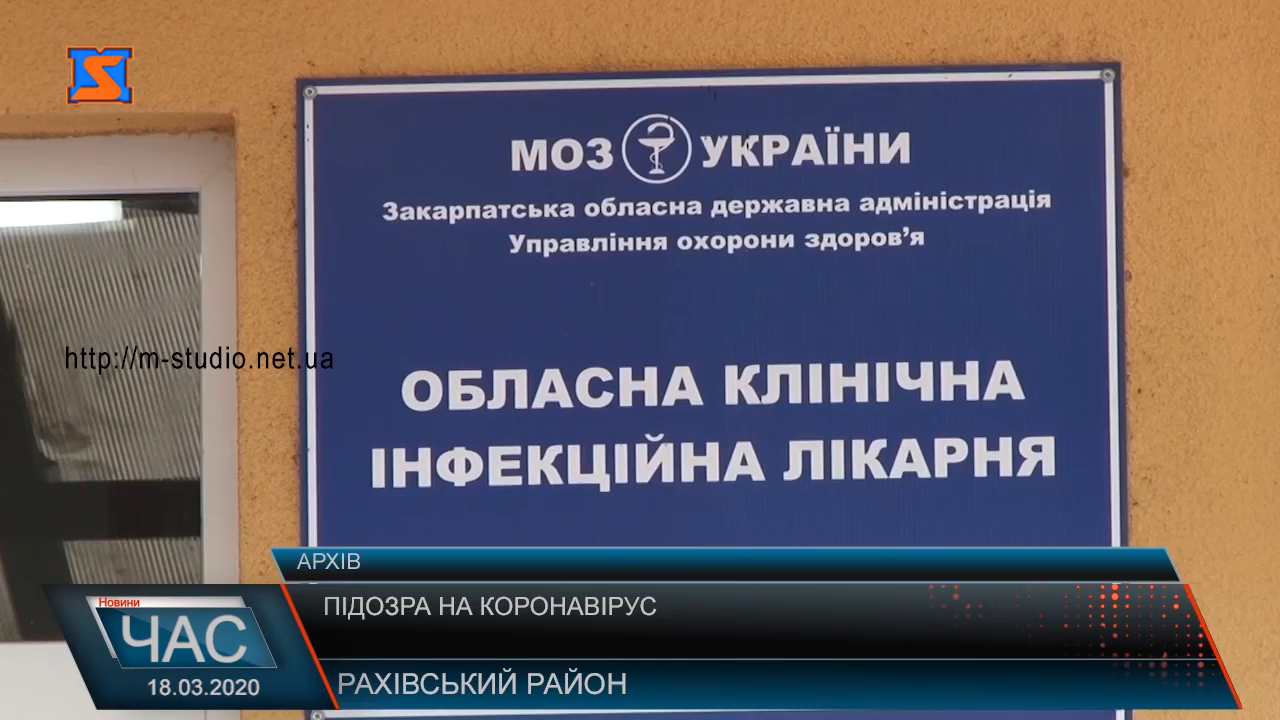 S
МОЗ УКРАЇНИ
Закарпатська обласна державна адміністрація
Управління охорони здоров’я
http://m-studio.net.ua
ОБЛАСНА КЛІНІЧНА
ІНФЕКЦІЙНА ЛІКАРНЯ
АРХІВ
Новини
ПІДОЗРА НА КОРОНАВІРУС
ЧАС
18.03.2020
РАХІВСЬКИЙ РАЙОН